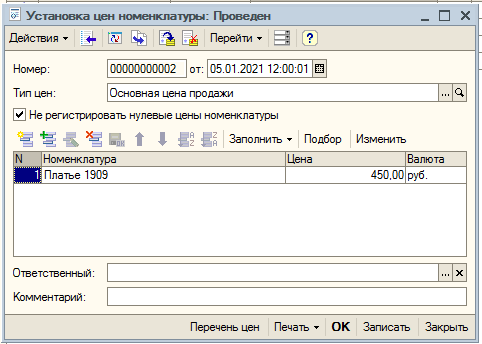 Установка цен номенклатуры: Проведен
Действия Перейти ?
Номер: 00000000002 от: 05.01.2021 12:00:01
Тип цен: Основная цена продажи ...
Не регистрировать нулевые цены номенклатуры
Заполнить Подбор Изменить
N Номенклатура Цена Валюта
1 Платье 1909 450,00 руб.
Ответственный: ... x
Комментарий:
Перечень цен Печать OK Записать Закрыть